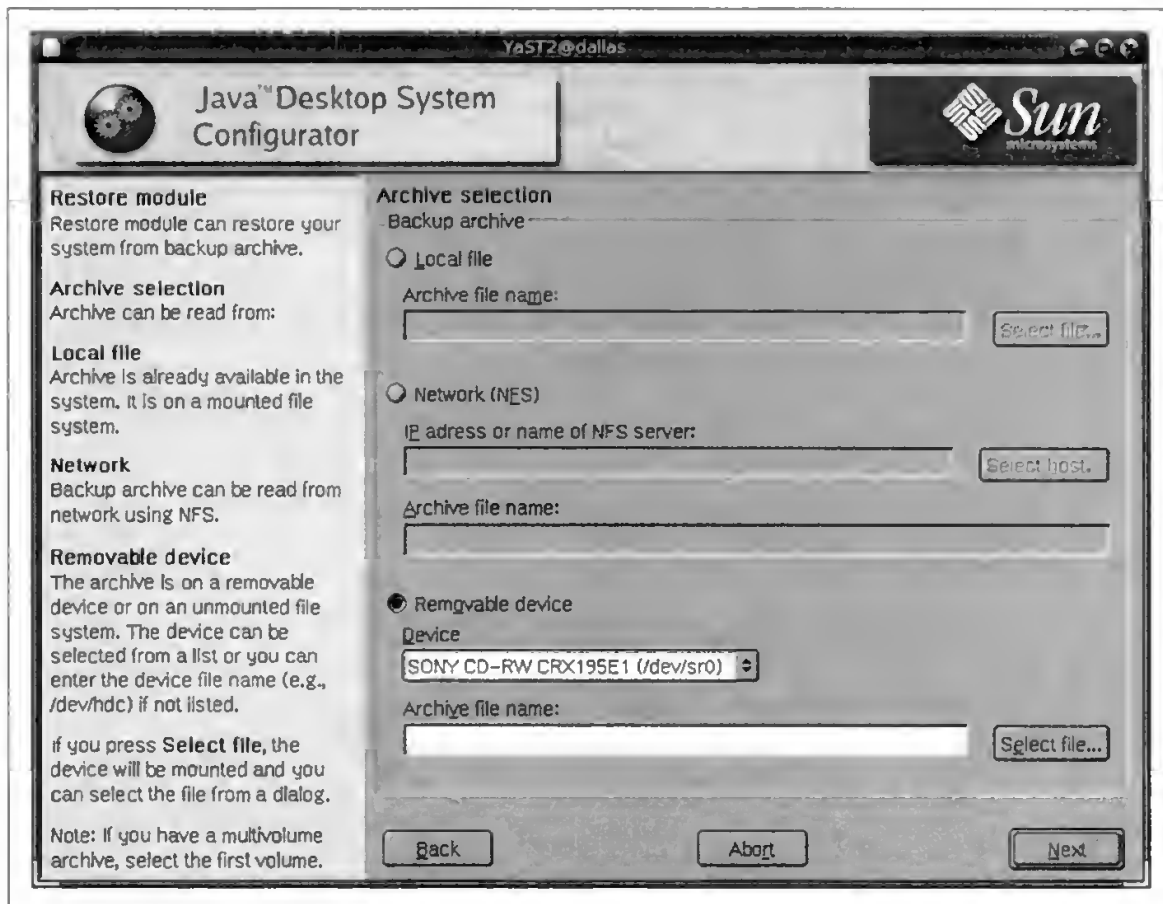 YaST2@dallas
Java™ Desktop System
Configurator
Sun
microsystems
Restore module
Restore module can restore your
system from backup archive.
Archive selection
Archive can be read from:
Local file
Archive is already available in the
system. It is on a mounted file
system.
Network
Backup archive can be read from
network using NFS.
Removable device
The archive is on a removable
device or on an unmounted file
system. The device can be
selected from a list or you can
enter the device file name (e.g.,
/dev/hdc) if not listed.
If you press Select file, the
device will be mounted and you
can select the file from a dialog.
Note: If you have a multivolume
archive, select the first volume.
Archive selection
Backup archive
Local file
Archive file name:
Select file...
Network (NFS)
IP adress or name of NFS server:
Select host.
Archive file name:
Removable device
Device
SONY CD-RW CRX195E1 (/dev/sr0)
Archive file name:
Select file...
Back
Abort
Next